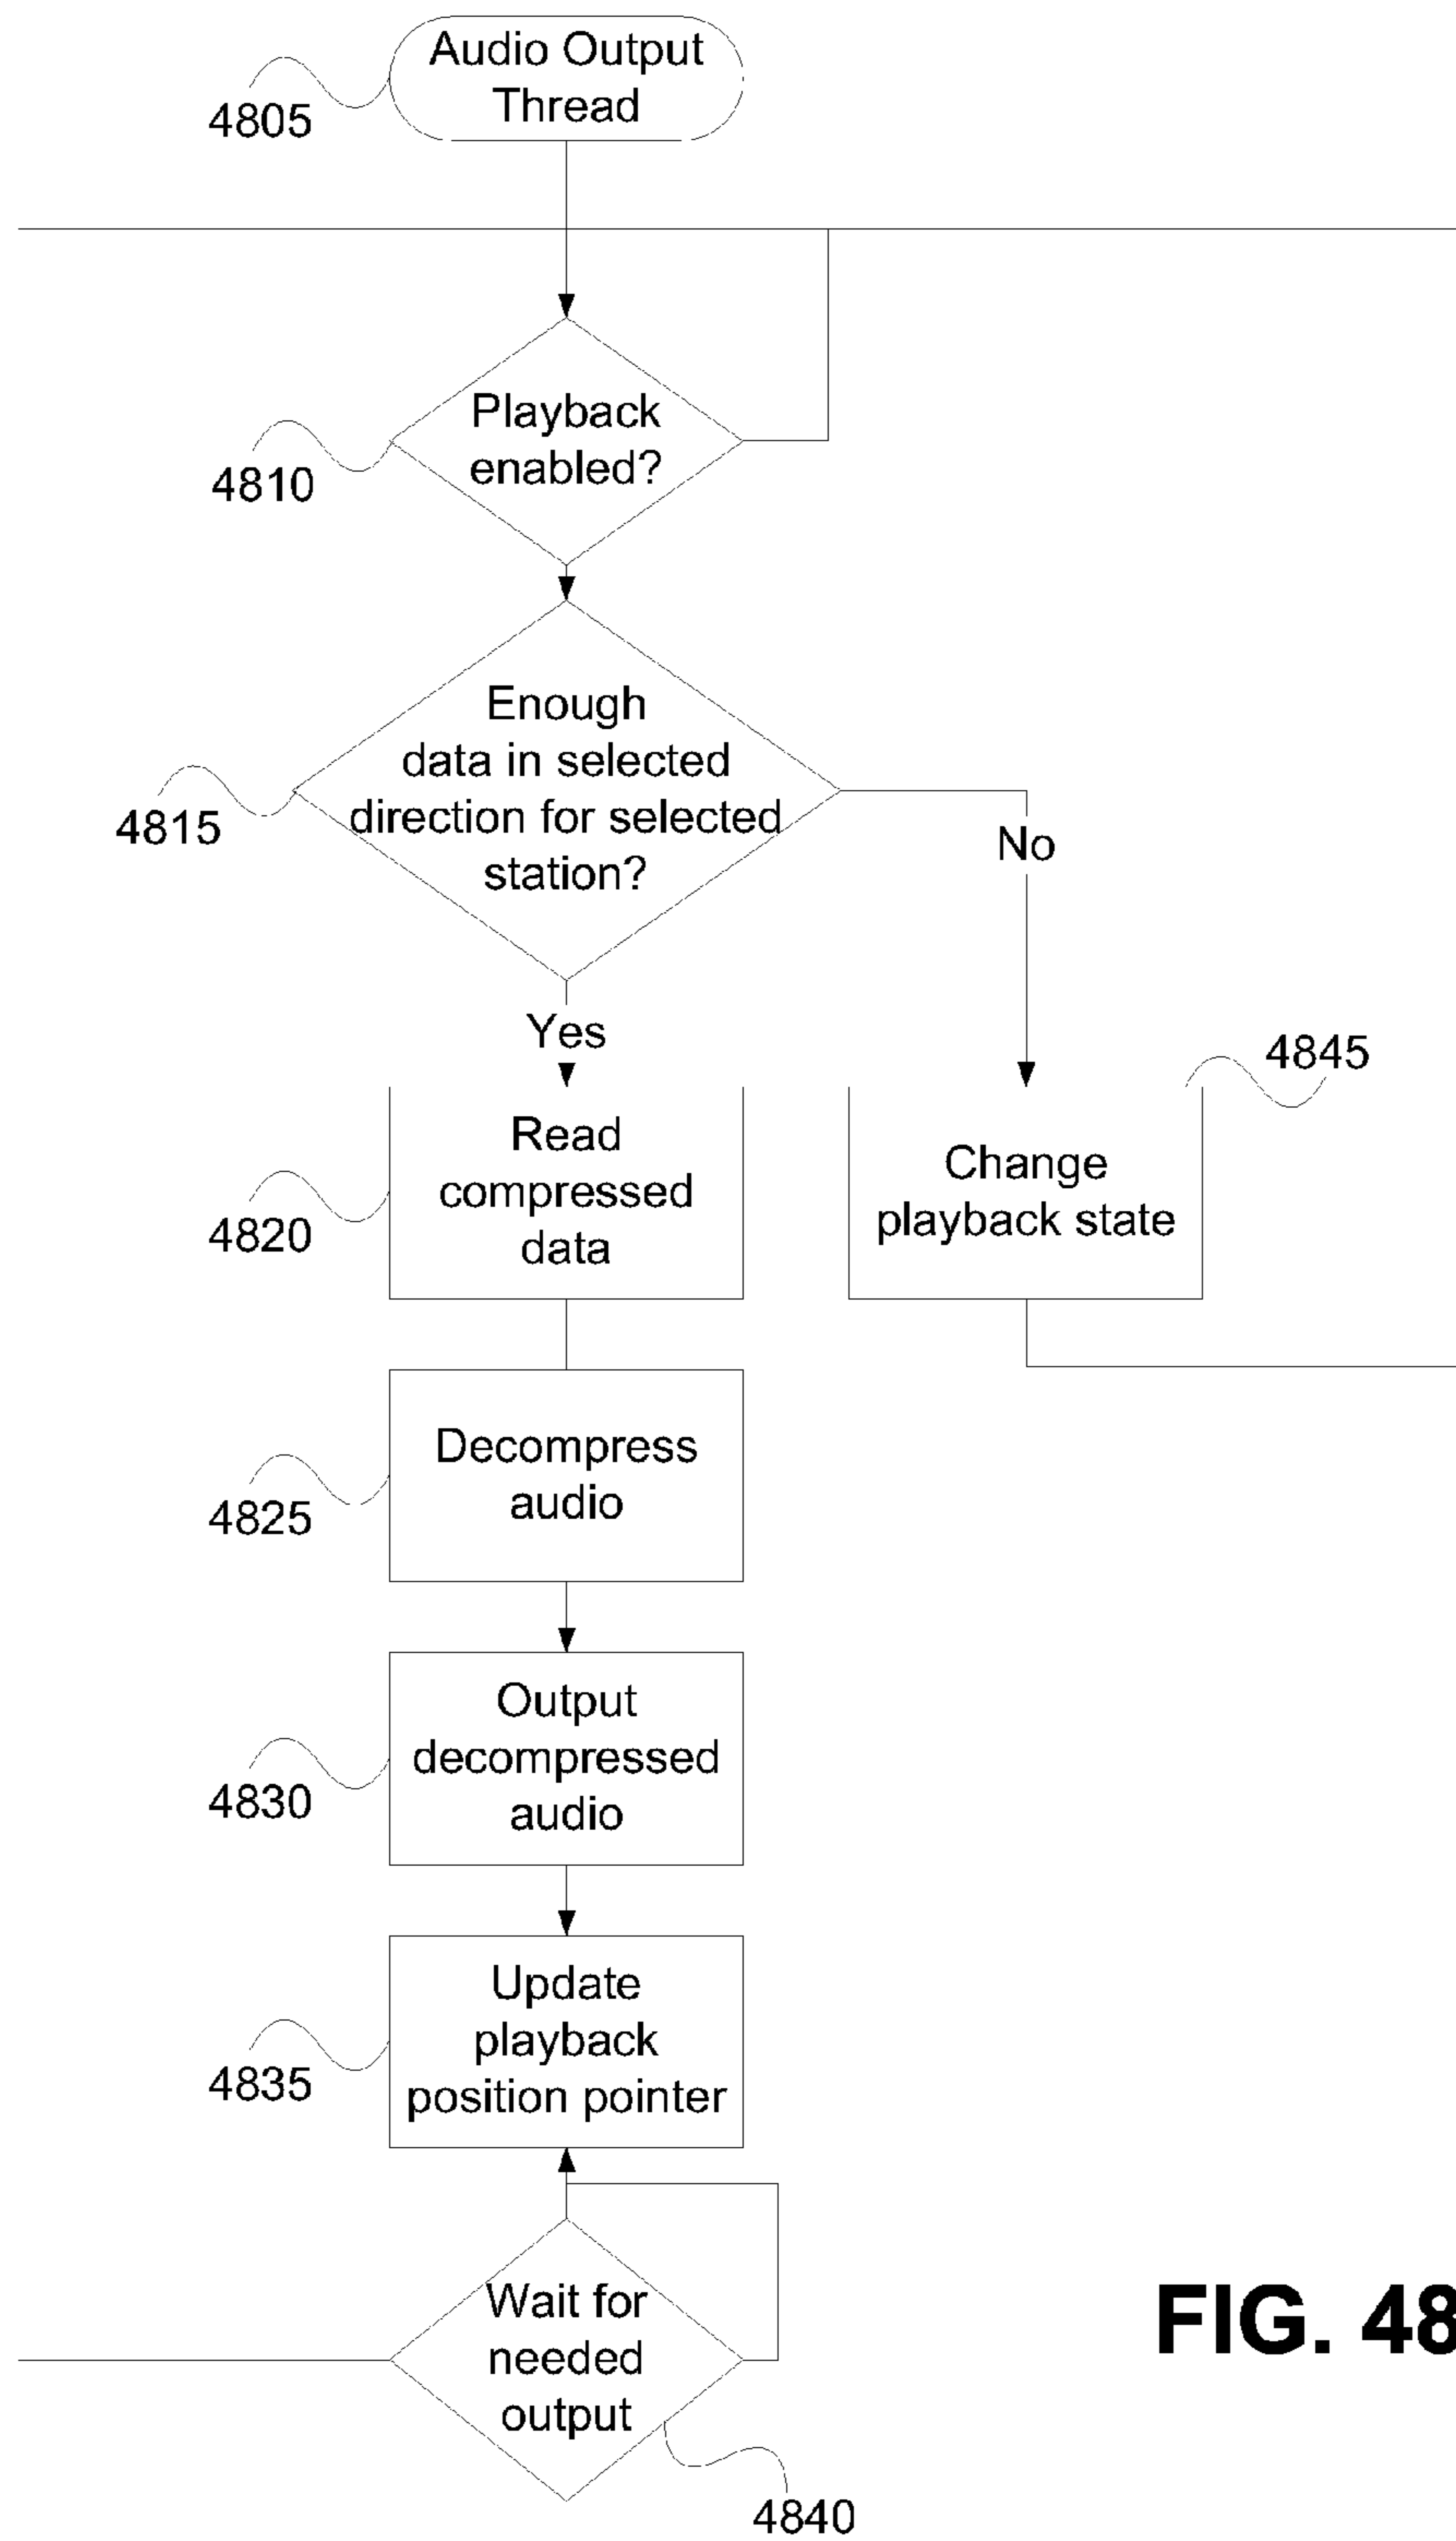 Audio Output
Thread
4805
Playback
enabled?
4810
Enough
data in selected
direction for selected
station?
4815
No
Yes
4845
Read
compressed
data
4820
Change
playback state
Decompress
audio
4825
Output
decompressed
audio
4830
Update
playback
position pointer
4835
Wait for
needed
output
4840
FIG. 48